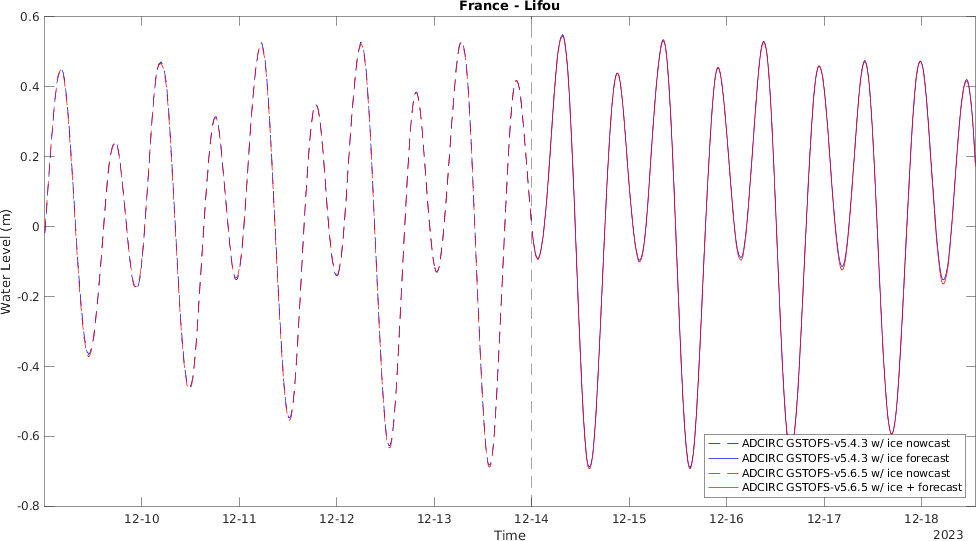 France - Lifou
0.6
0.4
0.2
0
-0.2
-0.4
-0.6
-0.8
Water Level (m)
ADCIRC GSTOFS-v5.4.3 w/ ice nowcast
ADCIRC GSTOFS-v5.4.3 w/ ice forecast
ADCIRC GSTOFS-v5.6.5 w/ ice nowcast
ADCIRC GSTOFS-v5.6.5 w/ ice + forecast
12-10 12-11 12-12 12-13 12-14 12-15 12-16 12-17 12-18
Time
2023